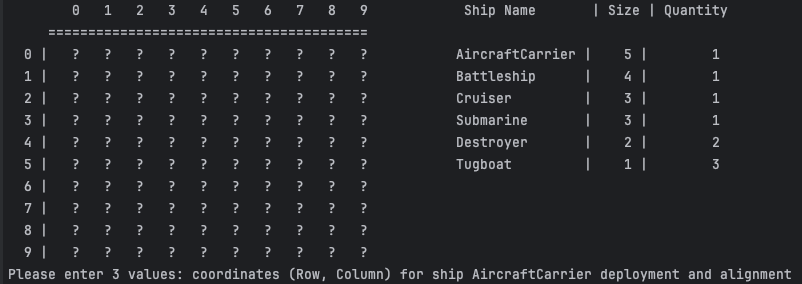 0 1 2 3 4 5 6 7 8 9 Ship Name | Size | Quantity
========================================
0 | ? ? ? ? ? ? ? ? ? ? AircraftCarrier | 5 | 1
1 | ? ? ? ? ? ? ? ? ? ? Battleship | 4 | 1
2 | ? ? ? ? ? ? ? ? ? ? Cruiser | 3 | 1
3 | ? ? ? ? ? ? ? ? ? ? Submarine | 3 | 1
4 | ? ? ? ? ? ? ? ? ? ? Destroyer | 2 | 2
5 | ? ? ? ? ? ? ? ? ? ? Tugboat | 1 | 3
6 | ? ? ? ? ? ? ? ? ? ?
7 | ? ? ? ? ? ? ? ? ? ?
8 | ? ? ? ? ? ? ? ? ? ?
9 | ? ? ? ? ? ? ? ? ? ?
Please enter 3 values: coordinates (Row, Column) for ship AircraftCarrier deployment and alignment